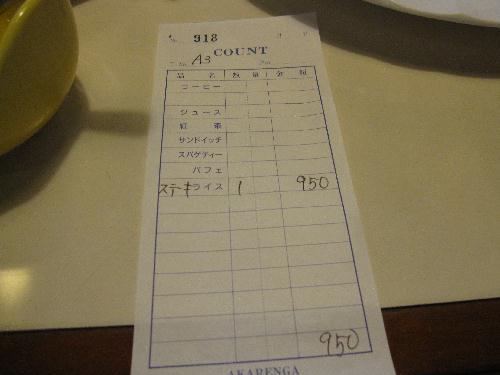 No. 918
COUNT
A3
品名 数量 金額
コーヒー
ジュース
紅茶
サンドイッチ
スパゲティー
パフェ
ステキライス 1 950
950
AKARENGA